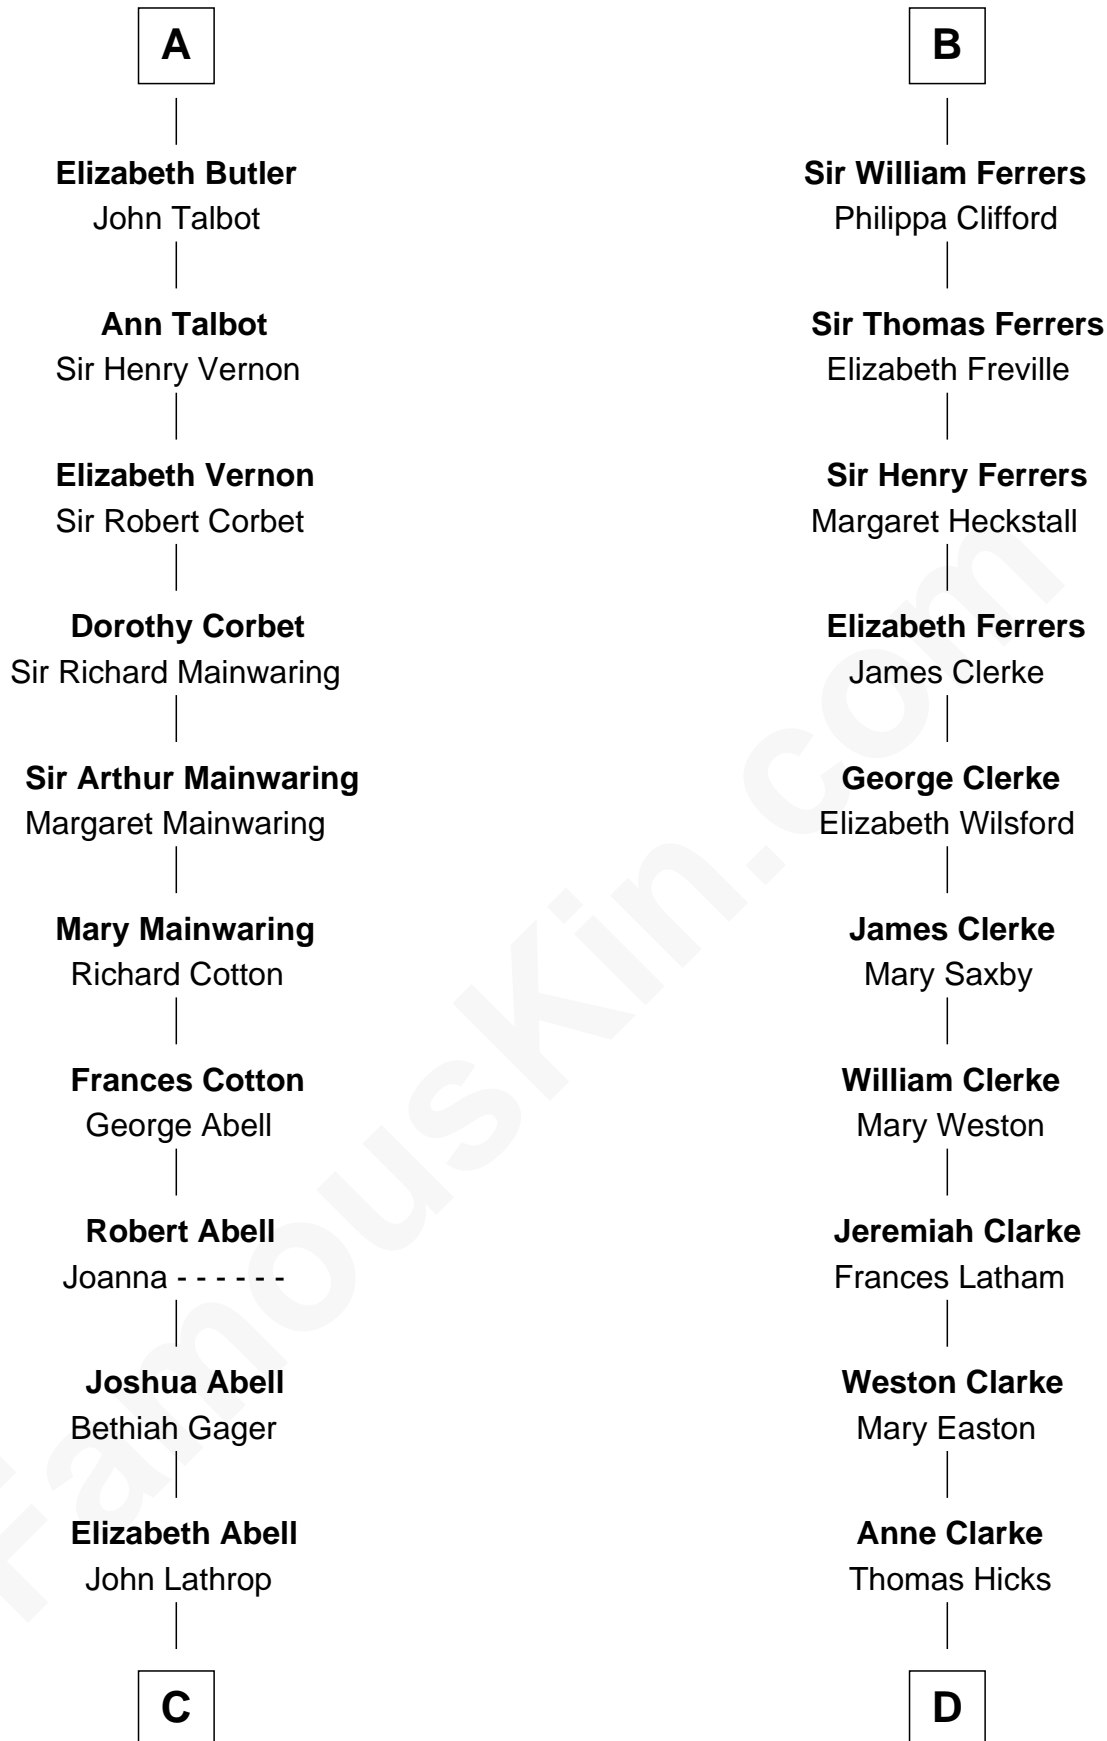 A
Elizabeth Butler
John Talbot
Ann Talbot
Sir Henry Vernon
Elizabeth Vernon
Sir Robert Corbet
Dorothy Corbet
Sir Richard Mainwaring
Sir Arthur Mainwaring
Margaret Mainwaring
Mary Mainwaring
Richard Cotton
Frances Cotton
George Abell
Robert Abell
Joanna - - - - - -
Joshua Abell
Bethiah Gager
Elizabeth Abell
John Lathrop
C
B
Sir William Ferrers
Philippa Clifford
Sir Thomas Ferrers
Elizabeth Freville
Sir Henry Ferrers
Margaret Heckstall
Elizabeth Ferrers
James Clerke
George Clerke
Elizabeth Wilsford
James Clerke
Mary Saxby
William Clerke
Mary Weston
Jeremiah Clarke
Frances Latham
Weston Clarke
Mary Easton
Anne Clarke
Thomas Hicks
D
FamousKin.com